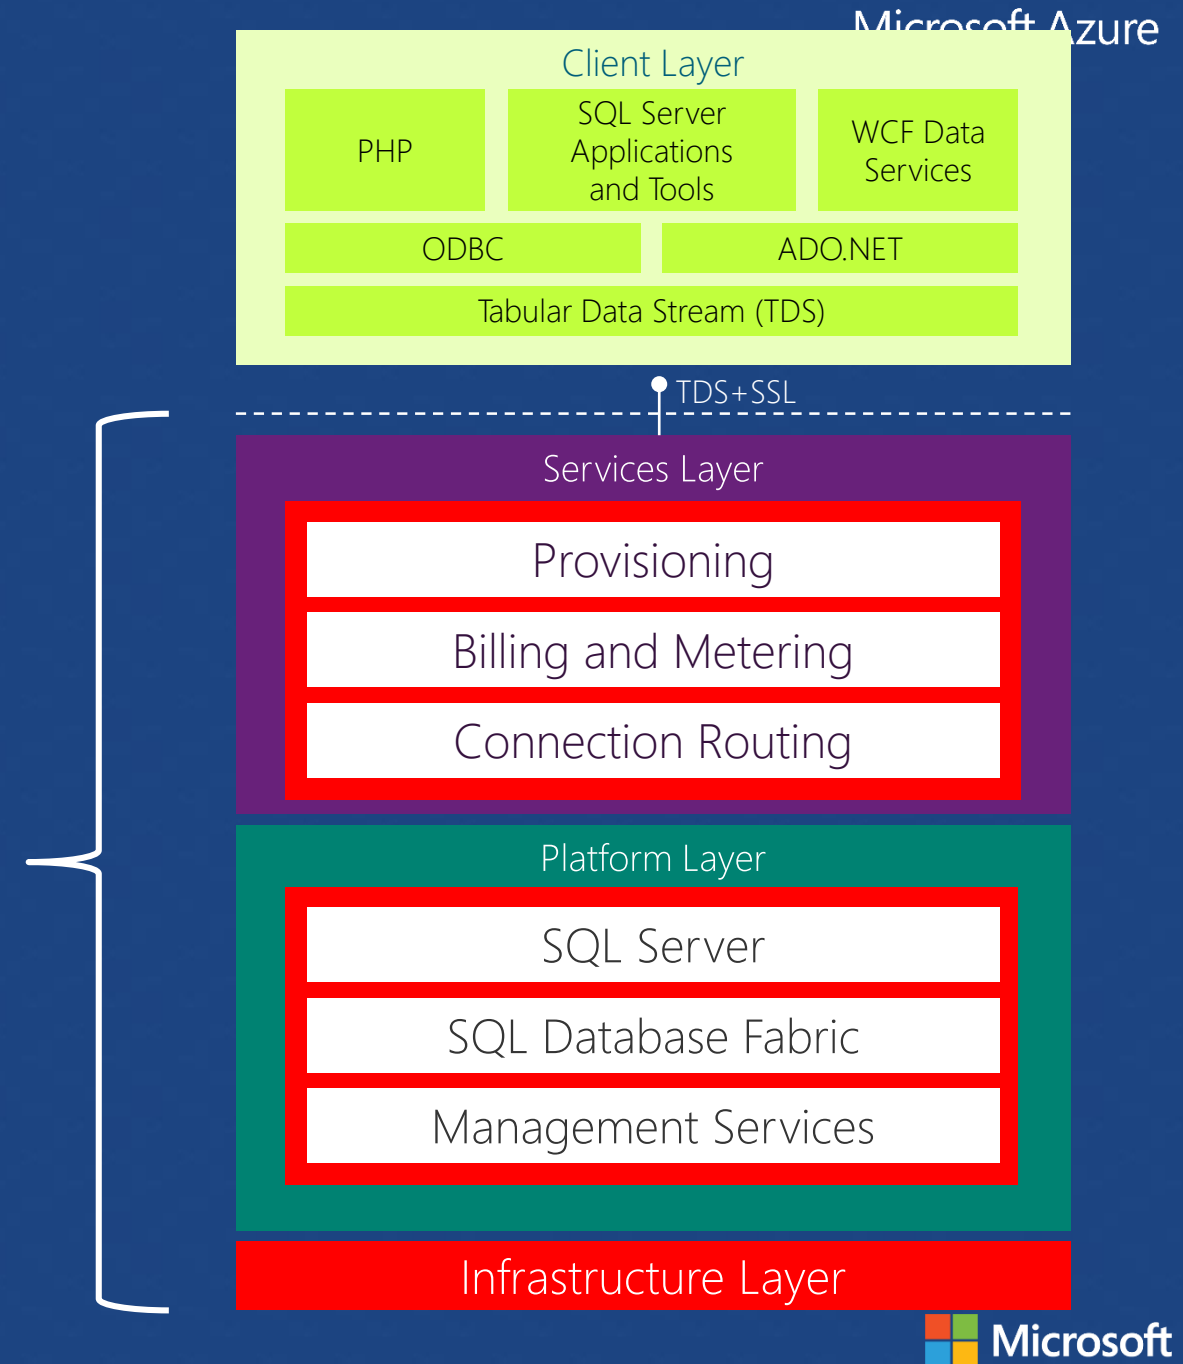 Microsoft Azure
Client Layer
PHP
SQL Server
Applications
and Tools
WCF Data
Services
ODBC
ADO.NET
Tabular Data Stream (TDS)
TDS+SSL
Services Layer
Provisioning
Billing and Metering
Connection Routing
Platform Layer
SQL Server
SQL Database Fabric
Management Services
Infrastructure Layer
Microsoft